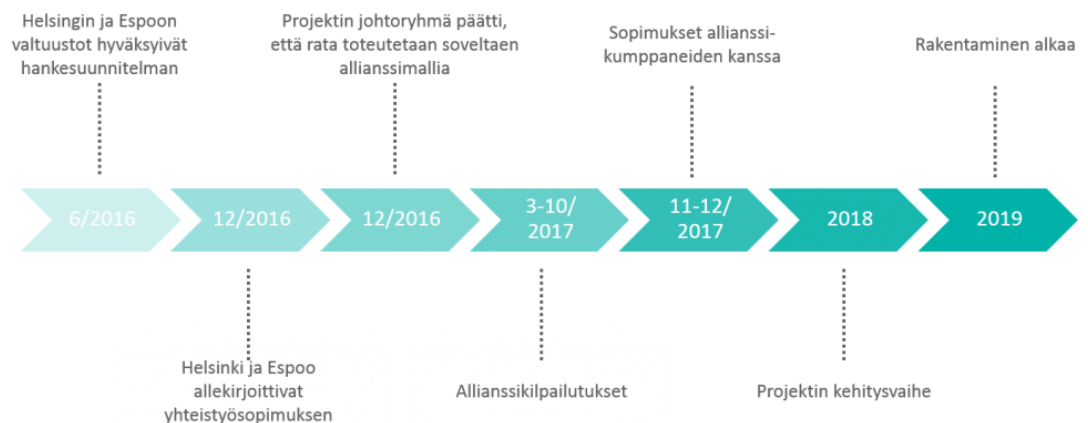 Helsingin ja Espoon
valtuustot hyväksyivät
hankesuunnitelman
Projektin johtoryhmä päätti,
että rata toteutetaan soveltaen
allianssimallia
Sopimukset allianssi-
kumppaneiden kanssa
Rakentaminen alkaa
6/2016
12/2016
12/2016
3-10/
2017
11-12/
2017
2018
2019
Helsinki ja Espoo
allekirjoittivat
yhteistyösopimuksen
Allianssikilpailutukset
Projektin kehitysvaihe